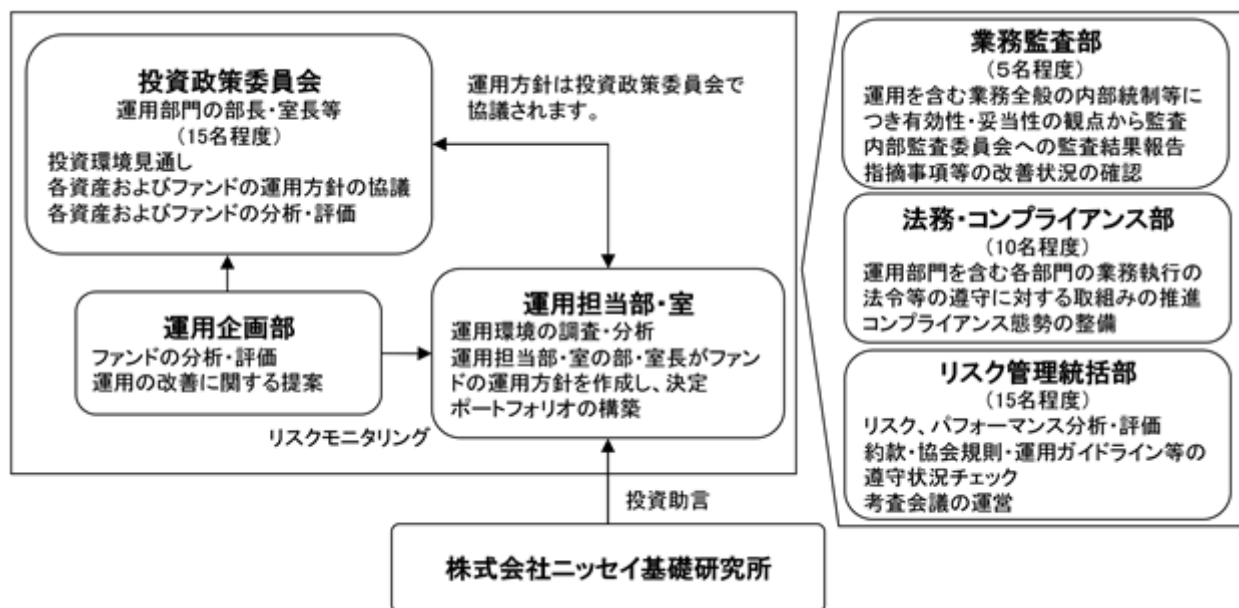 投資政策委員会
運用部門の部長・室長等
(15名程度)
投資環境見通し
各資産およびファンドの運用方針の協議
各資産およびファンドの分析・評価
運用方針は投資政策委員会で
協議されます。
運用企画部
ファンドの分析・評価
運用の改善に関する提案
運用担当部・室
運用環境の調査・分析
運用担当部・室の部・室長がファン
ドの運用方針を作成し、決定
ポートフォリオの構築
リスクモニタリング
投資助言
株式会社ニッセイ基礎研究所
業務監査部
(5名程度)
運用を含む業務全般の内部統制等に
つき有効性・妥当性の観点から監査
内部監査委員会への監査結果報告
指摘事項等の改善状況の確認
法務・コンプライアンス部
(10名程度)
運用部門を含む各部門の業務執行の
法令等の遵守に対する取組みの推進
コンプライアンス態勢の整備
リスク管理統括部
(15名程度)
リスク、パフォーマンス分析・評価
約款・協会規則・運用ガイドライン等の
遵守状況チェック
考査会議の運営